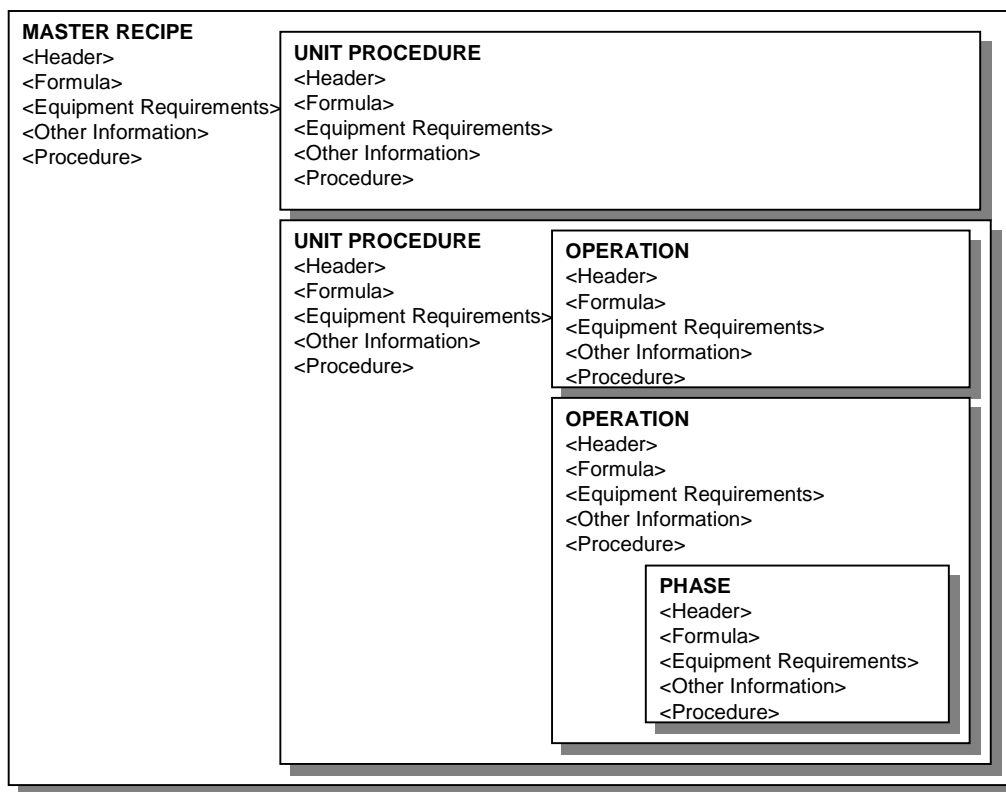 MASTER RECIPE
<Header>
<Formula>
<Equipment Requirements>
<Other Information>
<Procedure>
UNIT PROCEDURE
<Header>
<Formula>
<Equipment Requirements>
<Other Information>
<Procedure>
UNIT PROCEDURE
<Header>
<Formula>
<Equipment Requirements>
<Other Information>
<Procedure>
OPERATION
<Header>
<Formula>
<Equipment Requirements>
<Other Information>
<Procedure>
OPERATION
<Header>
<Formula>
<Equipment Requirements>
<Other Information>
<Procedure>
PHASE
<Header>
<Formula>
<Equipment Requirements>
<Other Information>
<Procedure>